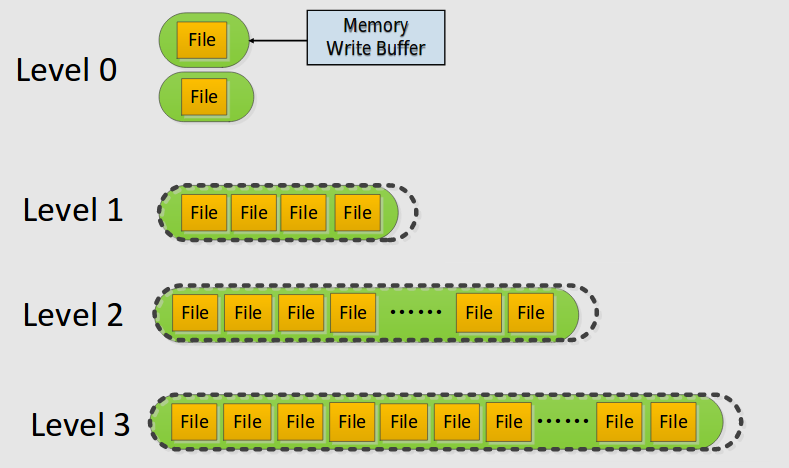 Memory
Write Buffer
Level 0
File
File
Level 1
File File File File
Level 2
File File File File ······ File File
Level 3
File File File File File File File ······ File File